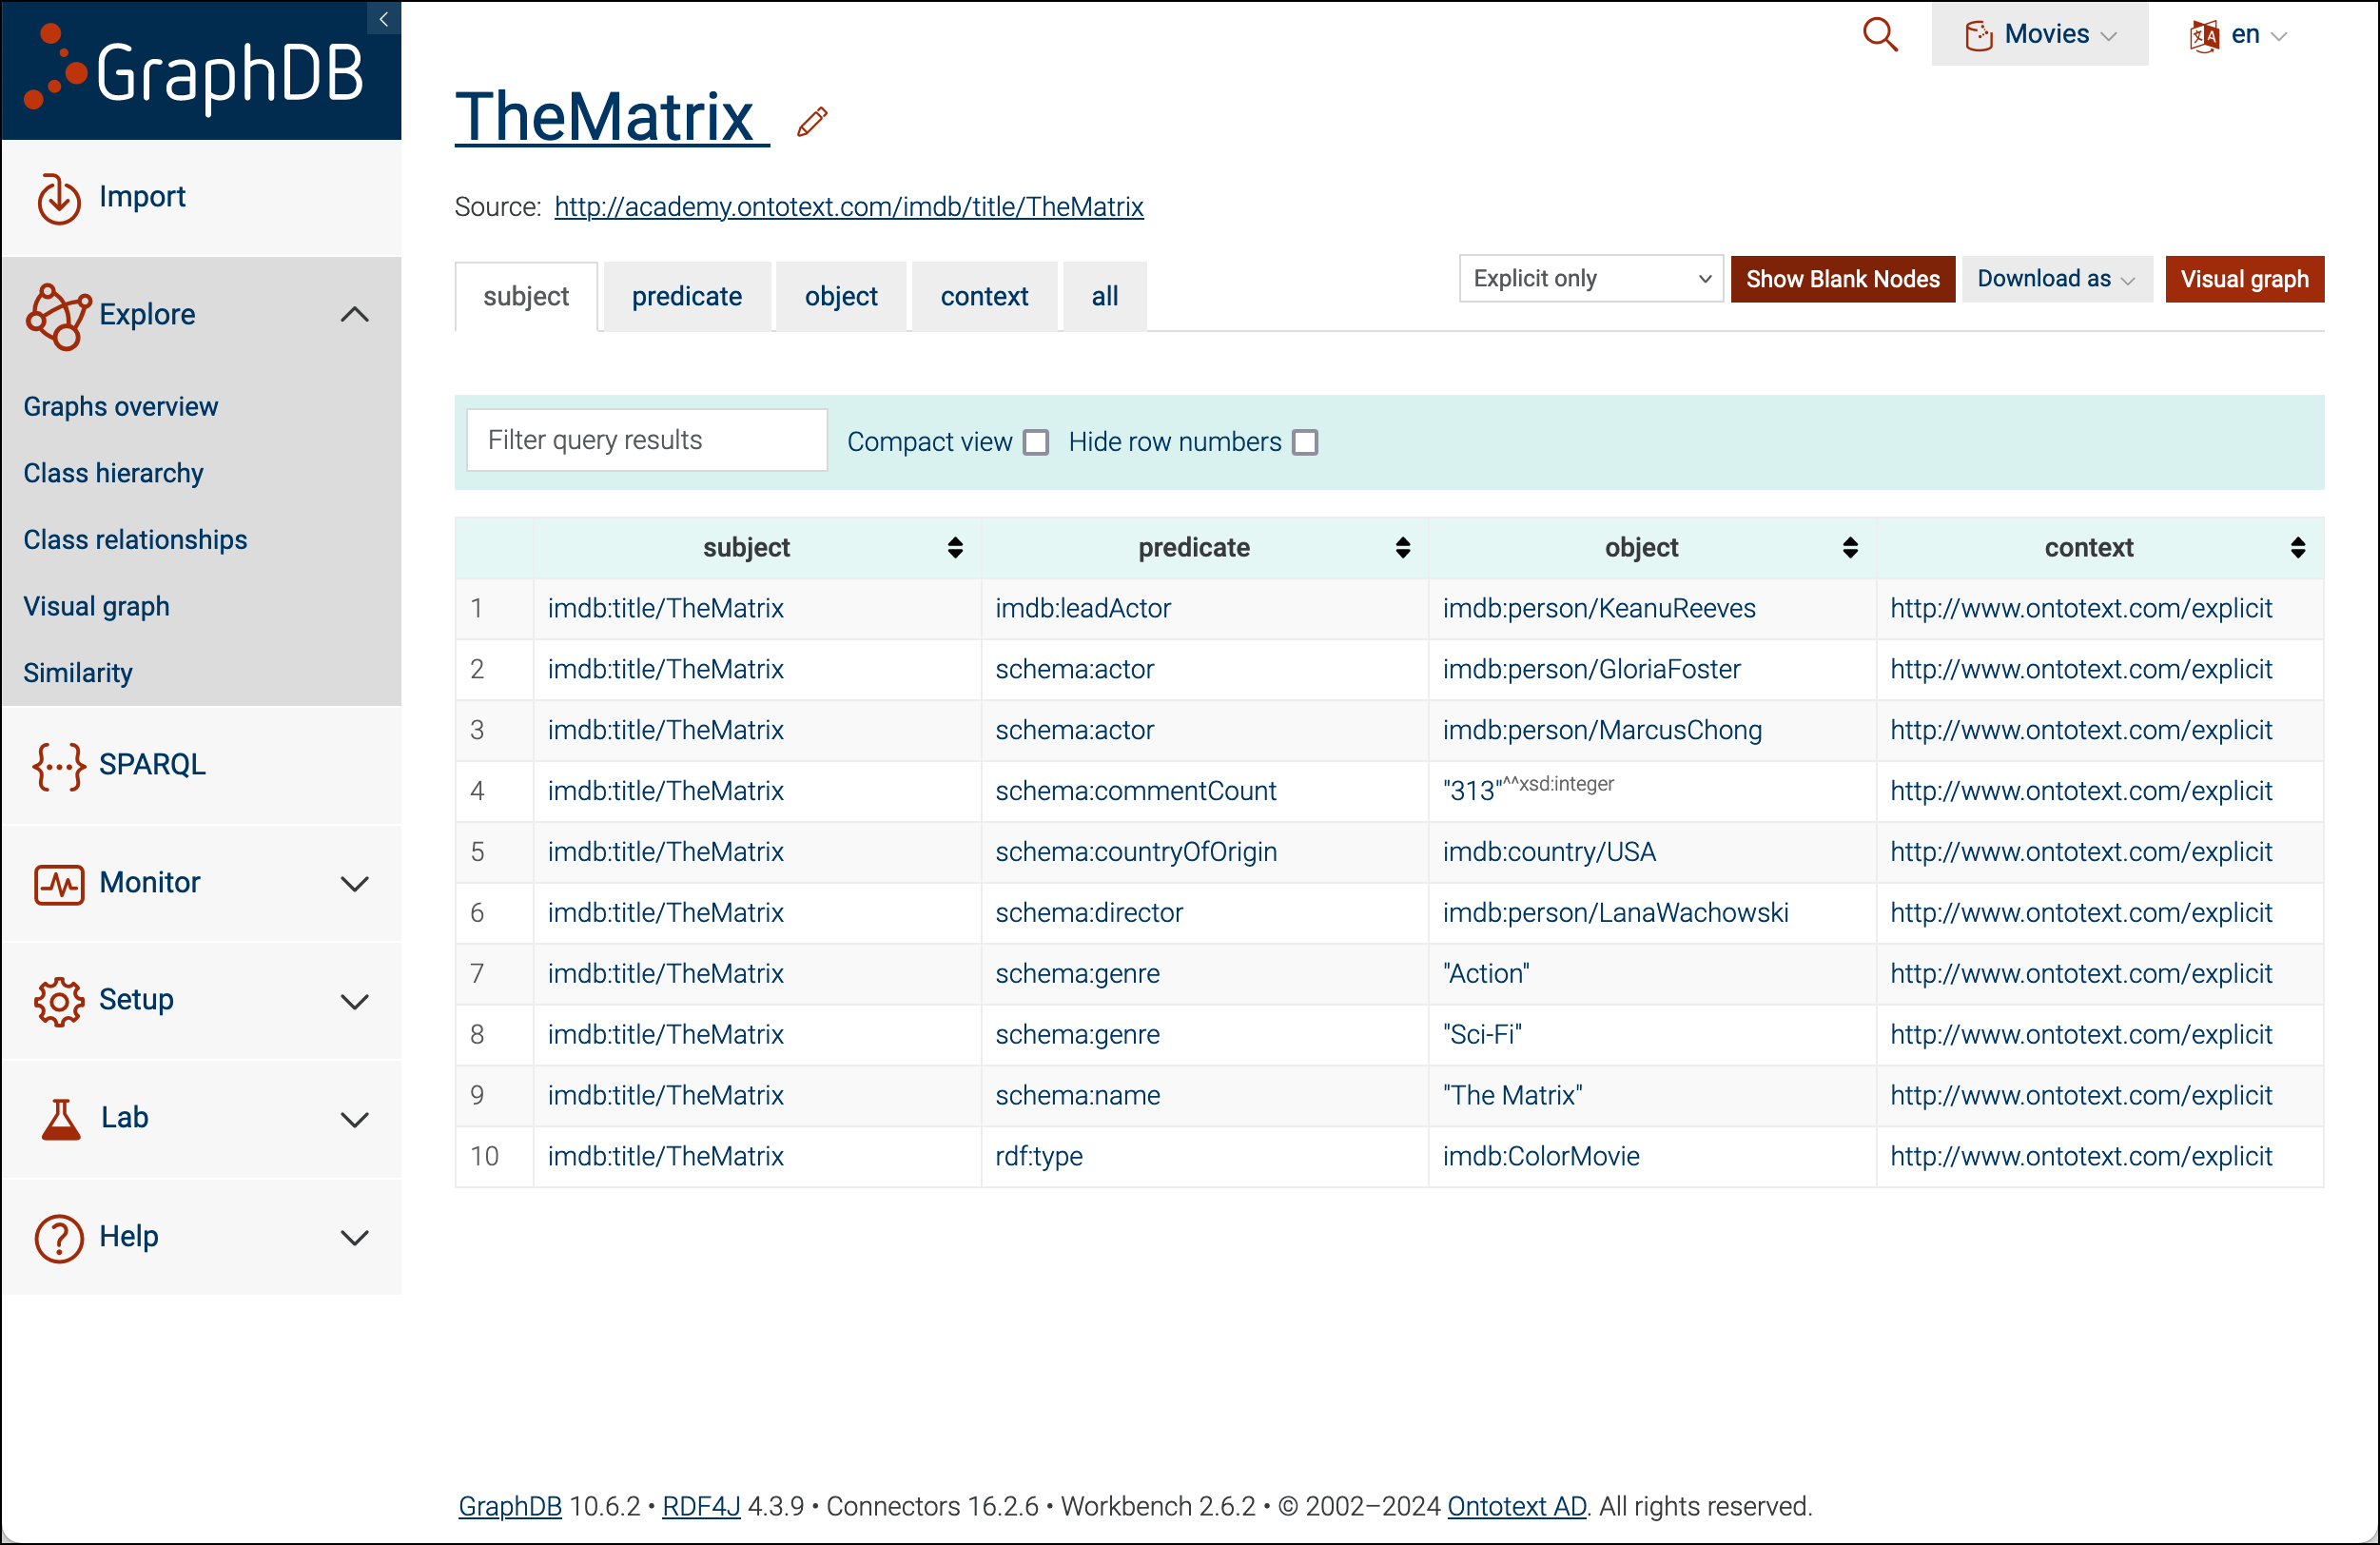 GraphDB
Movies en
Import
Explore
Graphs overview
Class hierarchy
Class relationships
Visual graph
Similarity
SPARQL
Monitor
Setup
Lab
Help
TheMatrix
Source: http://academy.ontotext.com/imdb/title/TheMatrix
subject predicate object context all Explicit only Show Blank Nodes Download as Visual graph
Filter query results Compact view Hide row numbers
subject predicate object context
1 imdb:title/TheMatrix imdb:leadActor imdb:person/KeanuReeves http://www.ontotext.com/explicit
2 imdb:title/TheMatrix schema:actor imdb:person/GloriaFoster http://www.ontotext.com/explicit
3 imdb:title/TheMatrix schema:actor imdb:person/MarcusChong http://www.ontotext.com/explicit
4 imdb:title/TheMatrix schema:commentCount "313"^^xsd:integer http://www.ontotext.com/explicit
5 imdb:title/TheMatrix schema:countryOfOrigin imdb:country/USA http://www.ontotext.com/explicit
6 imdb:title/TheMatrix schema:director imdb:person/LanaWachowski http://www.ontotext.com/explicit
7 imdb:title/TheMatrix schema:genre "Action" http://www.ontotext.com/explicit
8 imdb:title/TheMatrix schema:genre "Sci-Fi" http://www.ontotext.com/explicit
9 imdb:title/TheMatrix schema:name "The Matrix" http://www.ontotext.com/explicit
10 imdb:title/TheMatrix rdf:type imdb:ColorMovie http://www.ontotext.com/explicit
GraphDB 10.6.2 • RDF4J 4.3.9 • Connectors 16.2.6 • Workbench 2.6.2 • © 2002–2024 Ontotext AD. All rights reserved.